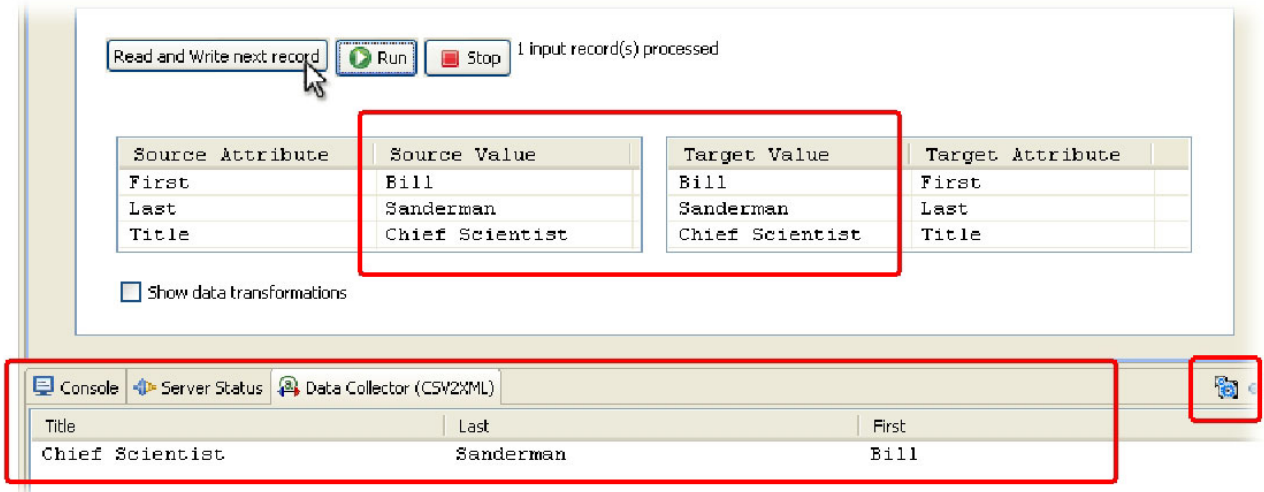 Read and Write next record Run Stop 1 input record(s) processed
Source Attribute Source Value Target Value Target Attribute
First Bill Bill First
Last Sanderman Sanderman Last
Title Chief Scientist Chief Scientist Title
Show data transformations
Console Server Status Data Collector (CSV2XML)
Title Last First
Chief Scientist Sanderman Bill